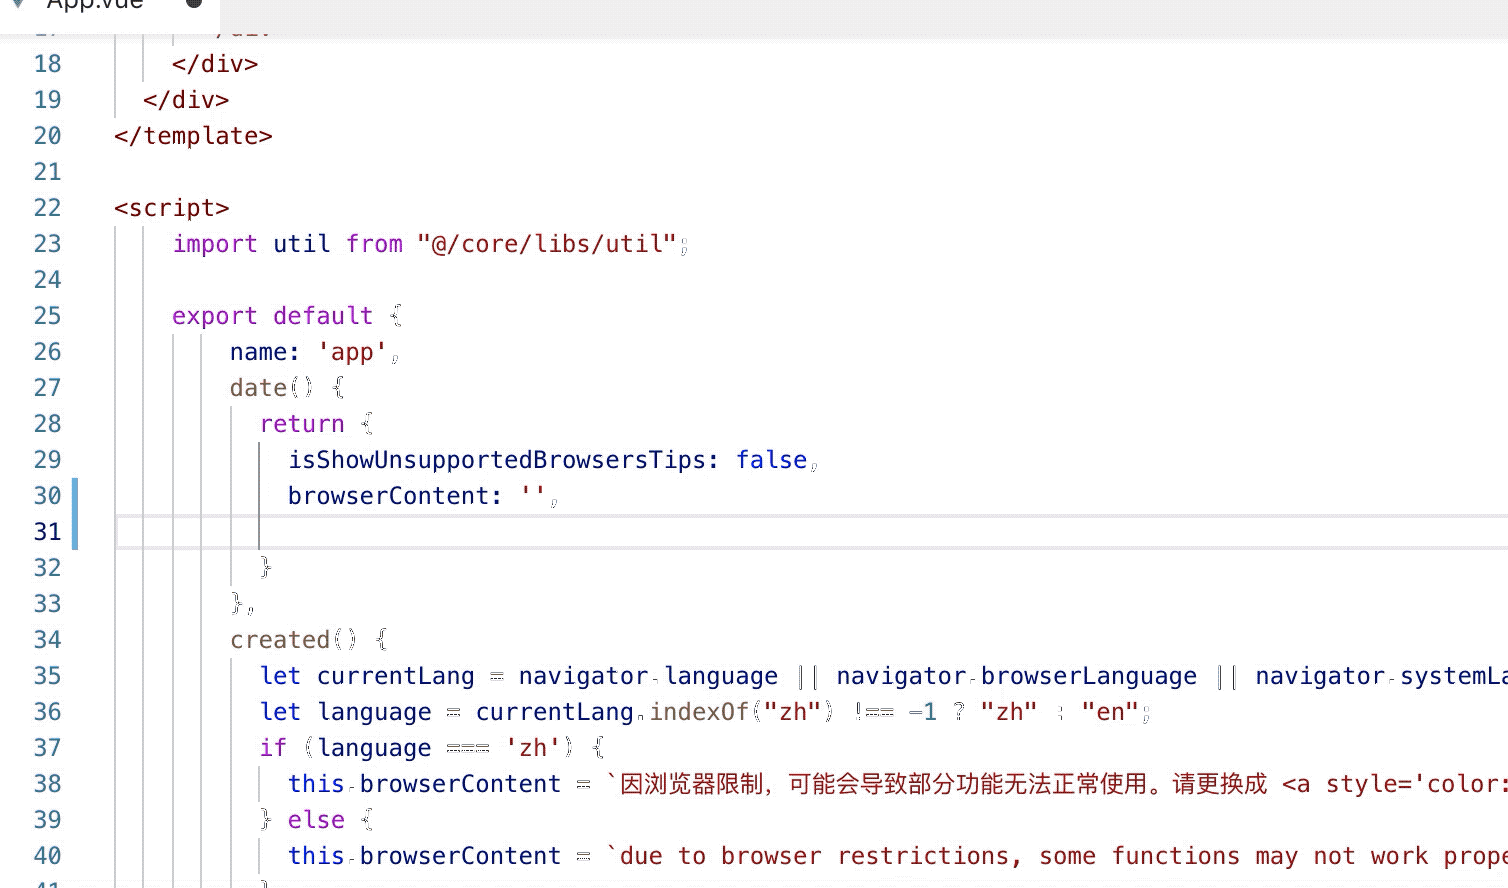 App.vue
18 </div>
19 </div>
20 </template>
21
22 <script>
23 import util from "@/core/libs/util";
24
25 export default {
26 name: 'app',
27 date() {
28 return {
29 isShowUnsupportedBrowsersTips: false,
30 browserContent: '',
31
32 }
33 },
34 created() {
35 let currentLang = navigator.language || navigator.browserLanguage || navigator.systemLa
36 let language = currentLang.indexOf("zh") !== -1 ? "zh" : "en";
37 if (language === 'zh') {
38 this.browserContent = `因浏览器限制，可能会导致部分功能无法正常使用。请更换成 <a style='color:
39 } else {
40 this.browserContent = `due to browser restrictions, some functions may not work prope